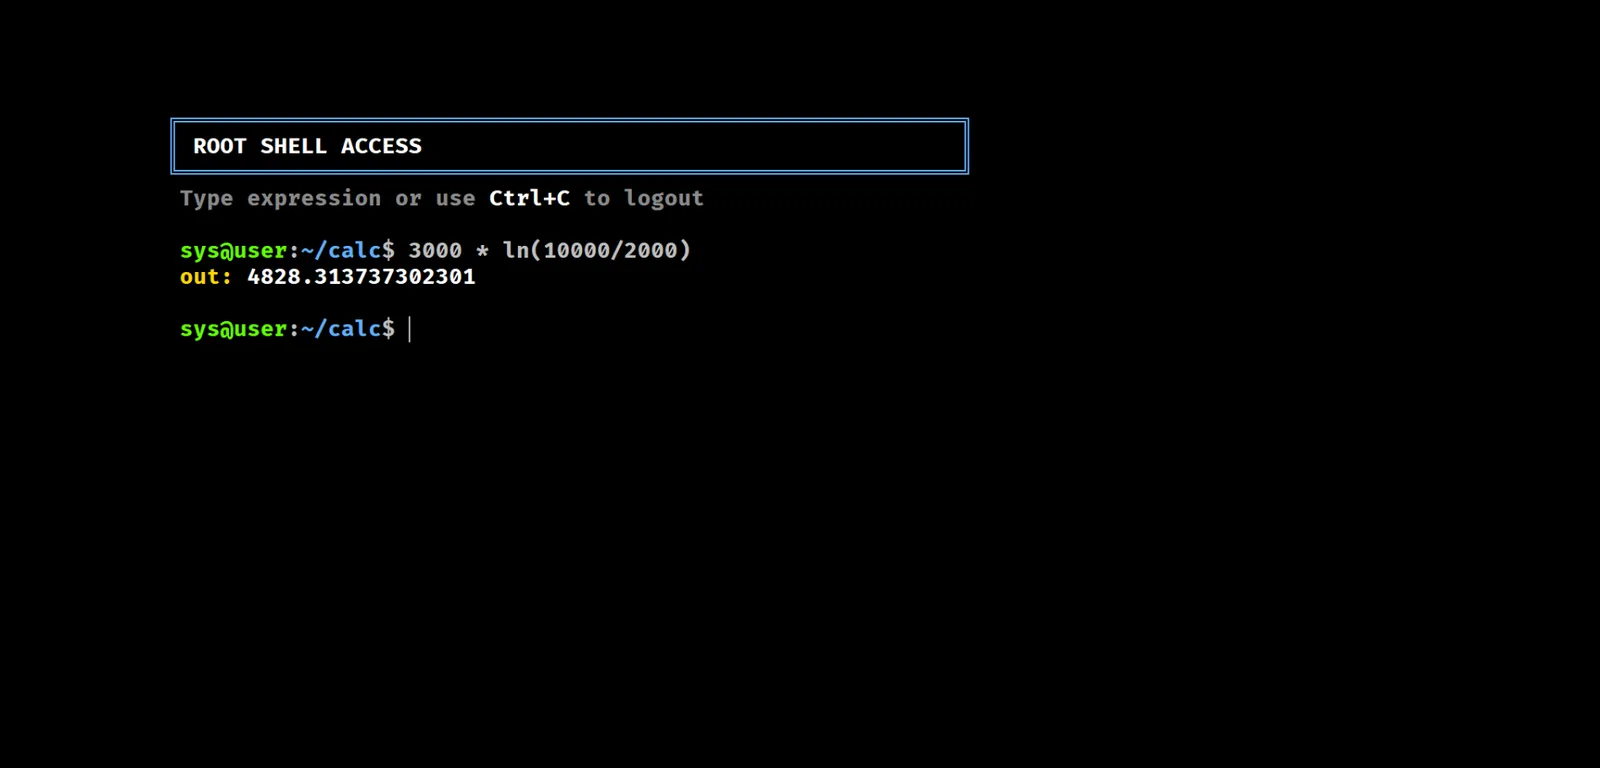 ROOT SHELL ACCESS
Type expression or use Ctrl+C to logout
sys@user:~/calc$ 3000 * ln(10000/2000)
out: 4828.313737302301
sys@user:~/calc$